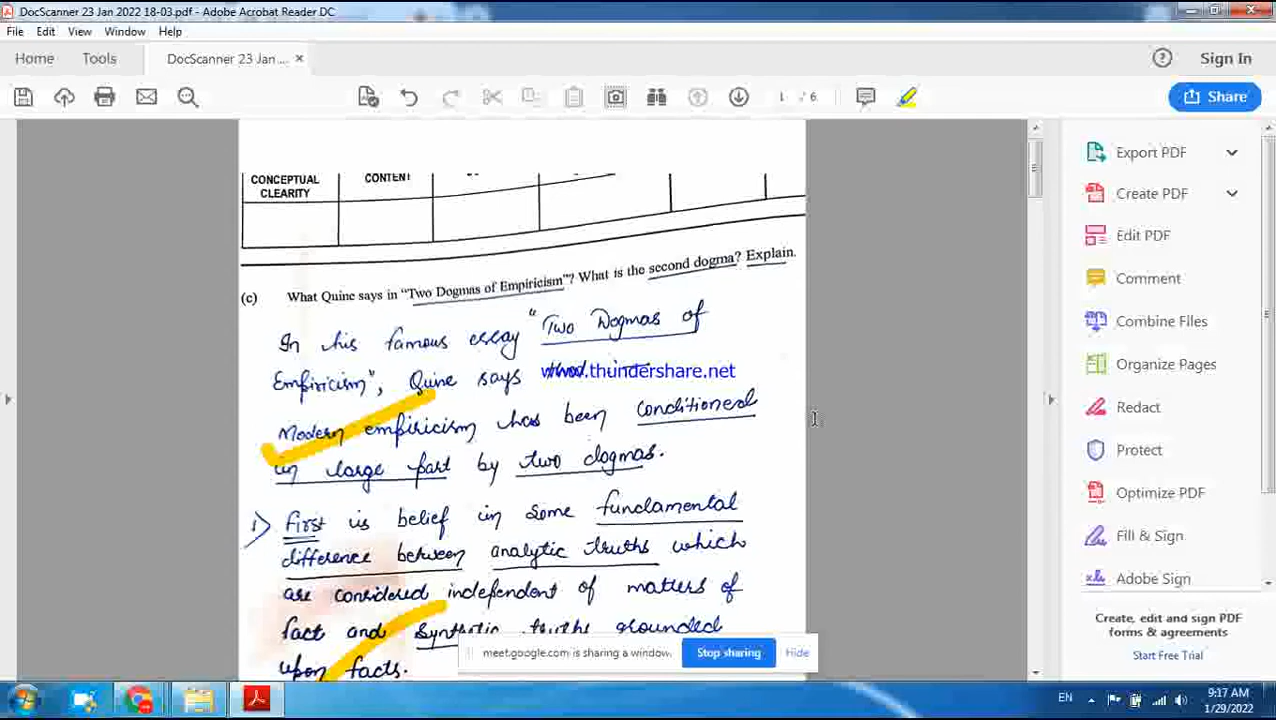 DocScanner 23 Jan 2022 18-03.pdf - Adobe Acrobat Reader DC
File Edit View Window Help
Home Tools DocScanner 23 Jan ... ×
Sign In
1 / 6
Share
CONCEPTUAL CLEARITY
CONTENT
(c) What Quine says in "Two Dogmas of Empiricism"? What is the second dogma? Explain.
In his famous essay "Two Dogmas of
Empiricism", Quine says
www.thundershare.net
Modern empiricism has been conditioned
in large part by two dogmas.
1) First is belief in some fundamental
difference between analytic truths which
are considered independent of matters of
fact and synthetic truths grounded
upon facts.
meet.google.com is sharing a window.
Stop sharing
Hide
Export PDF
Create PDF
Edit PDF
Comment
Combine Files
Organize Pages
Redact
Protect
Optimize PDF
Fill & Sign
Adobe Sign
Create, edit and sign PDF
forms & agreements
Start Free Trial
EN
9:17 AM
1/29/2022